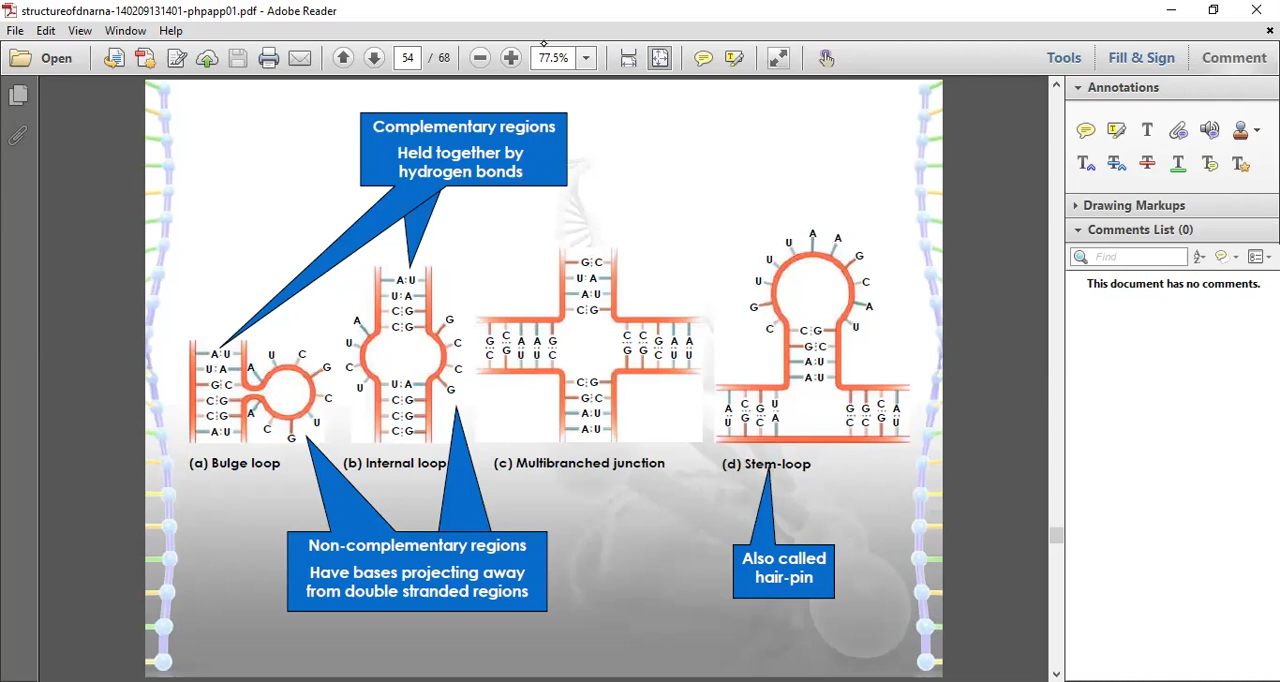 structureofdnarna-140209131401-phpapp01.pdf - Adobe Reader
File Edit View Window Help
Open 54 / 68 77.5% Tools Fill & Sign Comment
Annotations
Drawing Markups
Comments List (0)
Find
This document has no comments.
Complementary regions
Held together by
hydrogen bonds
A U
U A
G C
C G
C G
A U
A U C G C U G C A
(a) Bulge loop
A U
U A
C G
C G
A U C U
G C C G
U A
C G
C G
C G
(b) Internal loop
G C
U A
A U
C G
G C A A G
C G U U C
C C G A A
G G C U U
C G
G C
A U
A U
(c) Multibranched junction
C G U U U A A G C A U
C G
G C
A U
A U
A C G U
U G C A
G C C A
C G G U
(d) Stem-loop
Non-complementary regions
Have bases projecting away
from double stranded regions
Also called
hair-pin